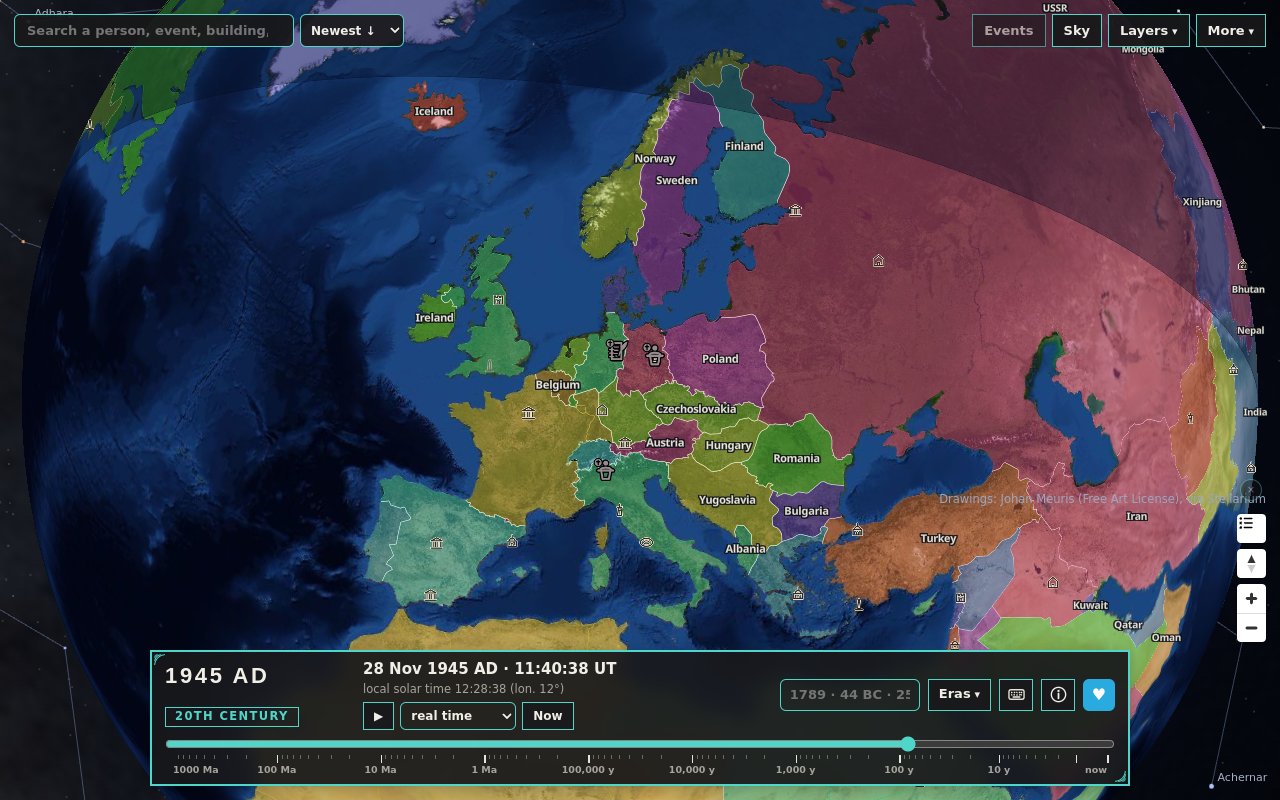 Adhara
USSR
Search a person, event, building,
Newest ↓
Events
Sky
Layers ▾
More ▾
Mongolia
Iceland
Norway
Finland
Sweden
Xinjiang
Bhutan
Ireland
Nepal
Poland
Belgium
Czechoslovakia
India
Austria
Hungary
Romania
Yugoslavia
Drawings: Johan Meuris (Free Art License), via Stellarium
Bulgaria
Iran
Turkey
Albania
Kuwait
Qatar
Oman
1945 AD
28 Nov 1945 AD · 11:40:38 UT
local solar time 12:28:38 (lon. 12°)
20TH CENTURY
▶
real time
Now
1789 · 44 BC · 25
Eras ▾
1000 Ma
100 Ma
10 Ma
1 Ma
100,000 y
10,000 y
1,000 y
100 y
10 y
now
Achernar